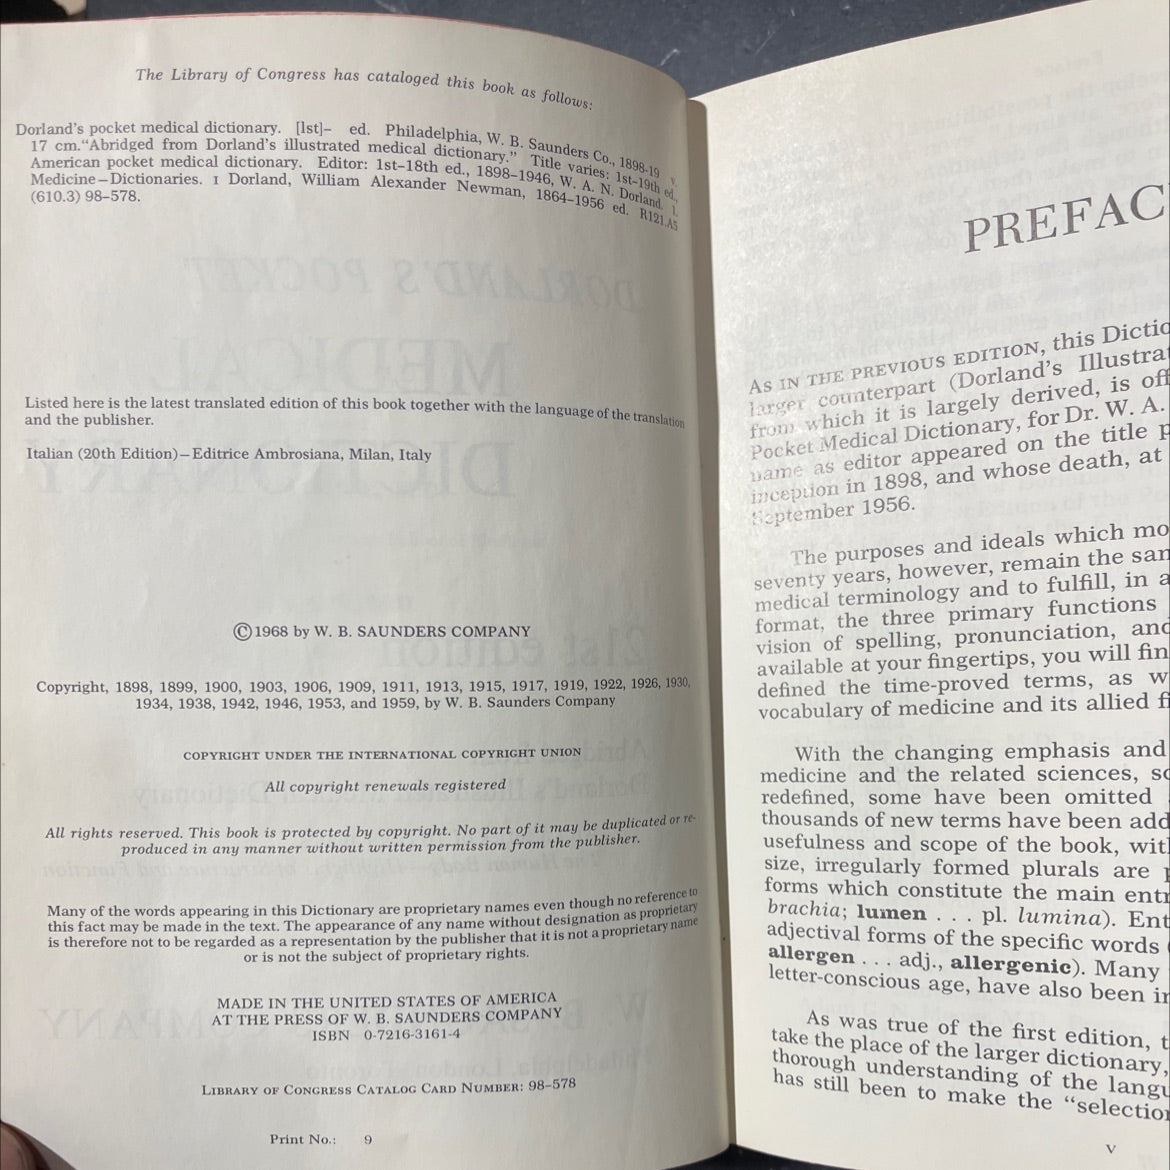 The Library of Congress has cataloged this book as follows:
Dorland's pocket medical dictionary. [1st]– ed. Philadelphia, W. B. Saunders Co., 1898-19 v.
17 cm."Abridged from Dorland's illustrated medical dictionary." Title varies: 1st–19th ed.,
American pocket medical dictionary. Editor: 1st–18th ed., 1898–1946, W. A. N. Dorland. 1.
Medicine—Dictionaries. I Dorland, William Alexander Newman, 1864–1956 ed. R121.A5
(610.3) 98–578.
DORLAND'S POCKET
MEDICAL
DICTIONARY
Listed here is the latest translated edition of this book together with the language of the translation
and the publisher.
Italian (20th Edition)—Editrice Ambrosiana, Milan, Italy
21st edition
© 1968 by W. B. SAUNDERS COMPANY
Copyright, 1898, 1899, 1900, 1903, 1906, 1909, 1911, 1913, 1915, 1917, 1919, 1922, 1926, 1930,
1934, 1938, 1942, 1946, 1953, and 1959, by W. B. Saunders Company
COPYRIGHT UNDER THE INTERNATIONAL COPYRIGHT UNION
All copyright renewals registered
All rights reserved. This book is protected by copyright. No part of it may be duplicated or re-
produced in any manner without written permission from the publisher.
Many of the words appearing in this Dictionary are proprietary names even though no reference to
this fact may be made in the text. The appearance of any name without designation as proprietary
is therefore not to be regarded as a representation by the publisher that it is not a proprietary name
or is not the subject of proprietary rights.
MADE IN THE UNITED STATES OF AMERICA
AT THE PRESS OF W. B. SAUNDERS COMPANY
ISBN 0-7216-3161-4
LIBRARY OF CONGRESS CATALOG CARD NUMBER: 98–578
Print No.: 9
PREFAC
AS IN THE PREVIOUS EDITION, this Dictio
larger counterpart (Dorland's Illustrat
from which it is largely derived, is off
Pocket Medical Dictionary, for Dr. W. A.
name as editor appeared on the title p
inception in 1898, and whose death, at
September 1956.
The purposes and ideals which mo
seventy years, however, remain the san
medical terminology and to fulfill, in a
format, the three primary functions
vision of spelling, pronunciation, and
available at your fingertips, you will fin
defined the time-proved terms, as w
vocabulary of medicine and its allied fi
With the changing emphasis and
medicine and the related sciences, so
redefined, some have been omitted
thousands of new terms have been add
usefulness and scope of the book, wit
size, irregularly formed plurals are p
forms which constitute the main entr
brachia; lumen . . . pl. lumina). Ent
adjectival forms of the specific words (
allergen . . . adj., allergenic). Many
letter-conscious age, have also been in
As was true of the first edition, t
take the place of the larger dictionary,
thorough understanding of the langu
has still been to make the "selection
v